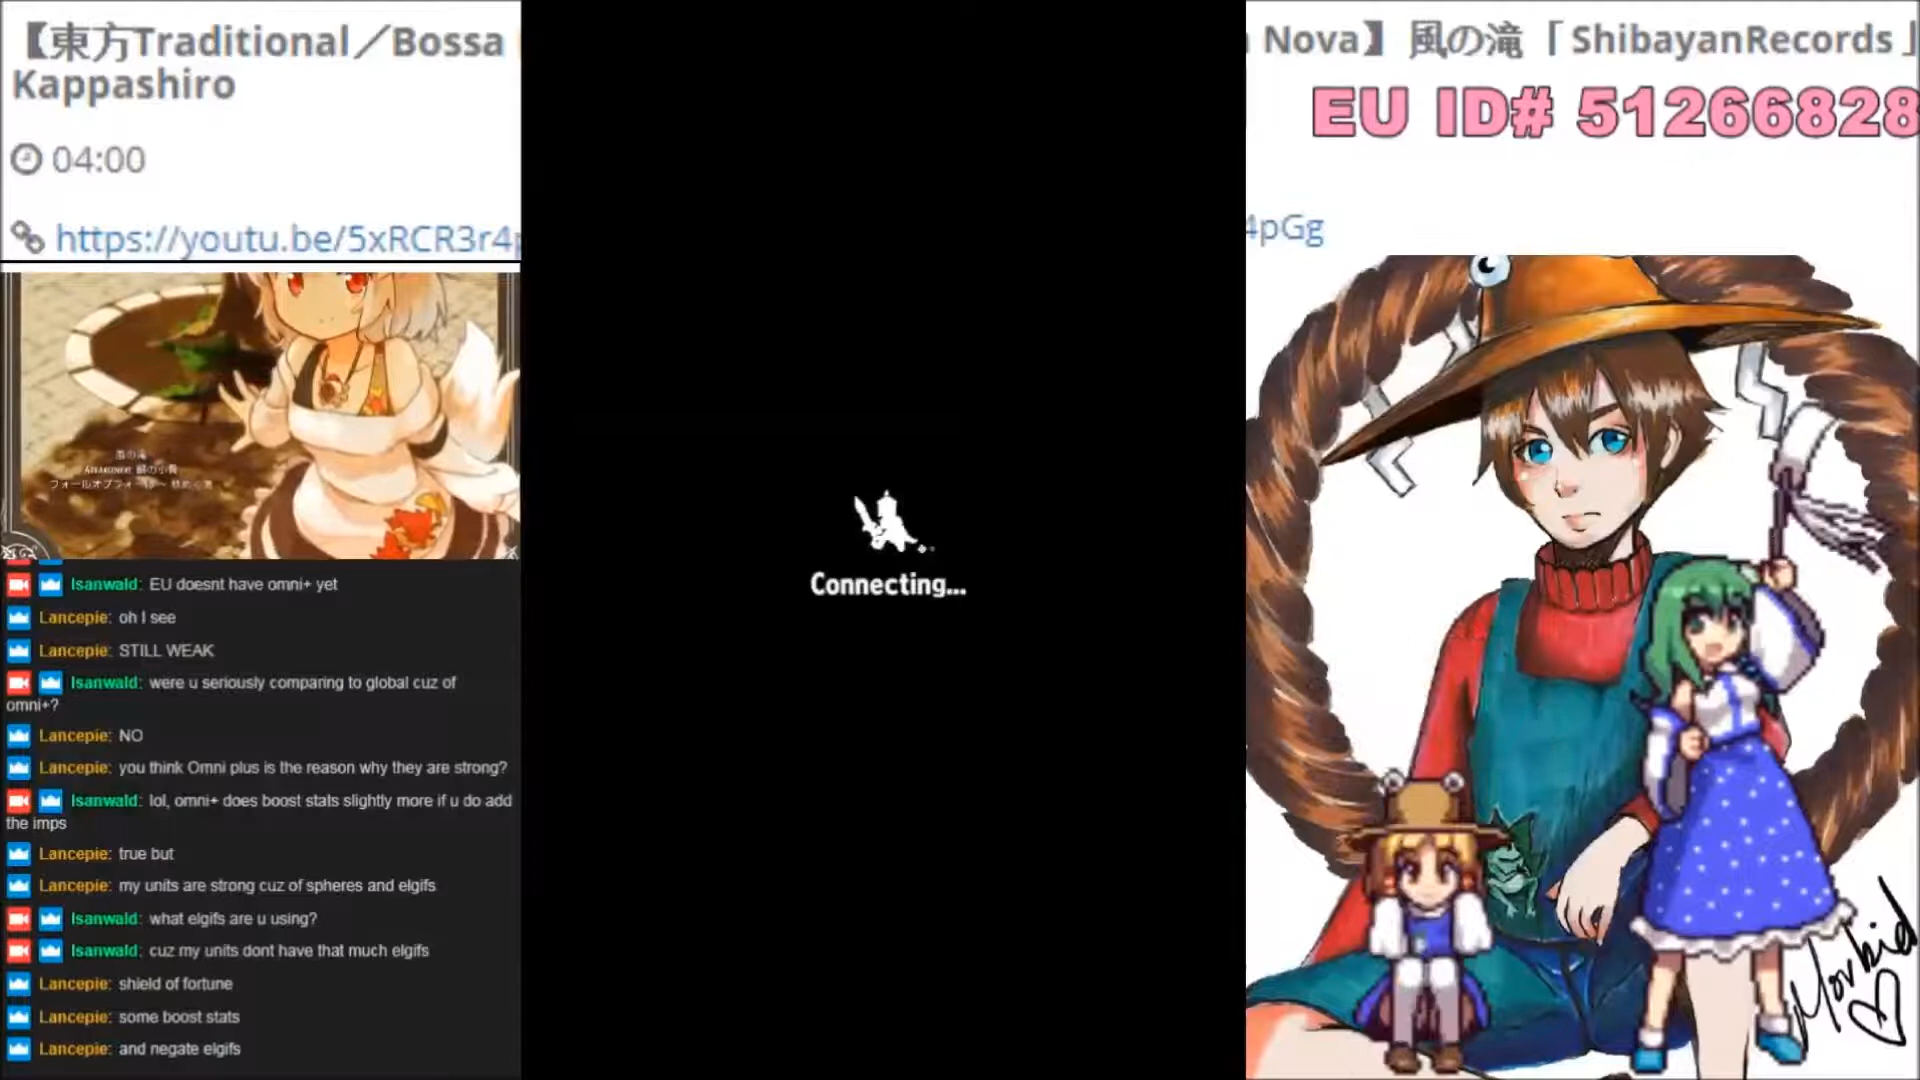 【東方Traditional／Bossa
Kappashiro
04:00
https://youtu.be/5xRCR3r4
Nova】 風の滝「ShibayanRecords」
EU ID# 51266828
4pGg
風の滝
Isanwald: EU doesnt have omni+ yet
Lancepie: oh I see
Lancepie: STILL WEAK
Isanwald: were u seriously comparing to global cuz of
omni+?
Lancepie: NO
Lancepie: you think Omni plus is the reason why they are strong?
Isanwald: lol, omni+ does boost stats slightly more if u do add
the imps
Lancepie: true but
Lancepie: my units are strong cuz of spheres and elgifs
Isanwald: what elgifs are u using?
Isanwald: cuz my units dont have that much elgifs
Lancepie: shield of fortune
Lancepie: some boost stats
Lancepie: and negate elgifs
Connecting...
Morbid